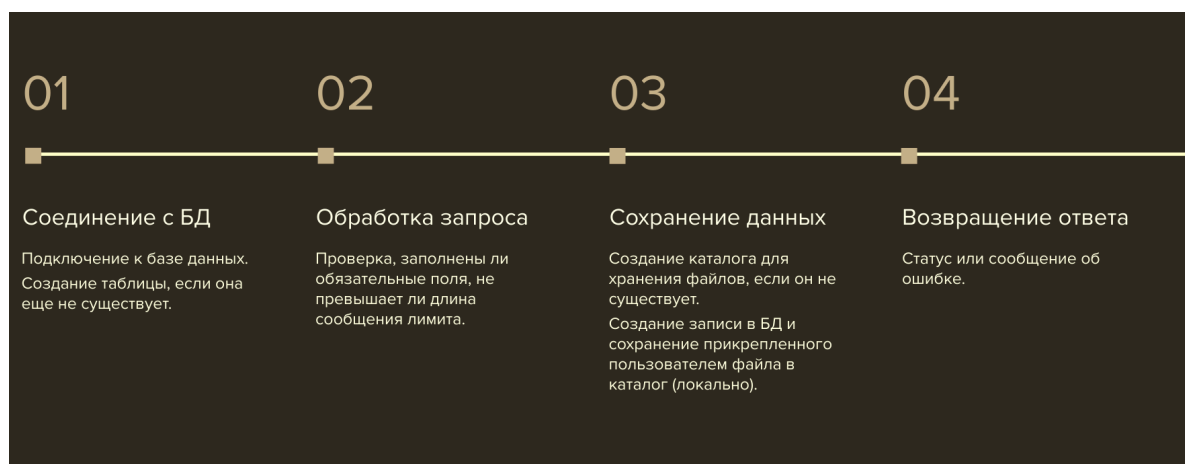 01
02
03
04
Соединение с БД
Подключение к базе данных.
Создание таблицы, если она
еще не существует.
Обработка запроса
Проверка, заполнены ли
обязательные поля, не
превышает ли длина
сообщения лимита.
Сохранение данных
Создание каталога для
хранения файлов, если он не
существует.
Создание записи в БД и
сохранение прикрепленного
пользователем файла в
каталог (локально).
Возвращение ответа
Статус или сообщение об
ошибке.